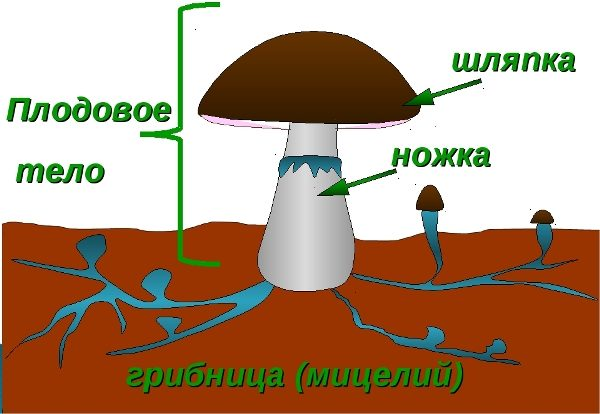 шляпка
Плодовое
тело
ножка
грибница (мицелий)